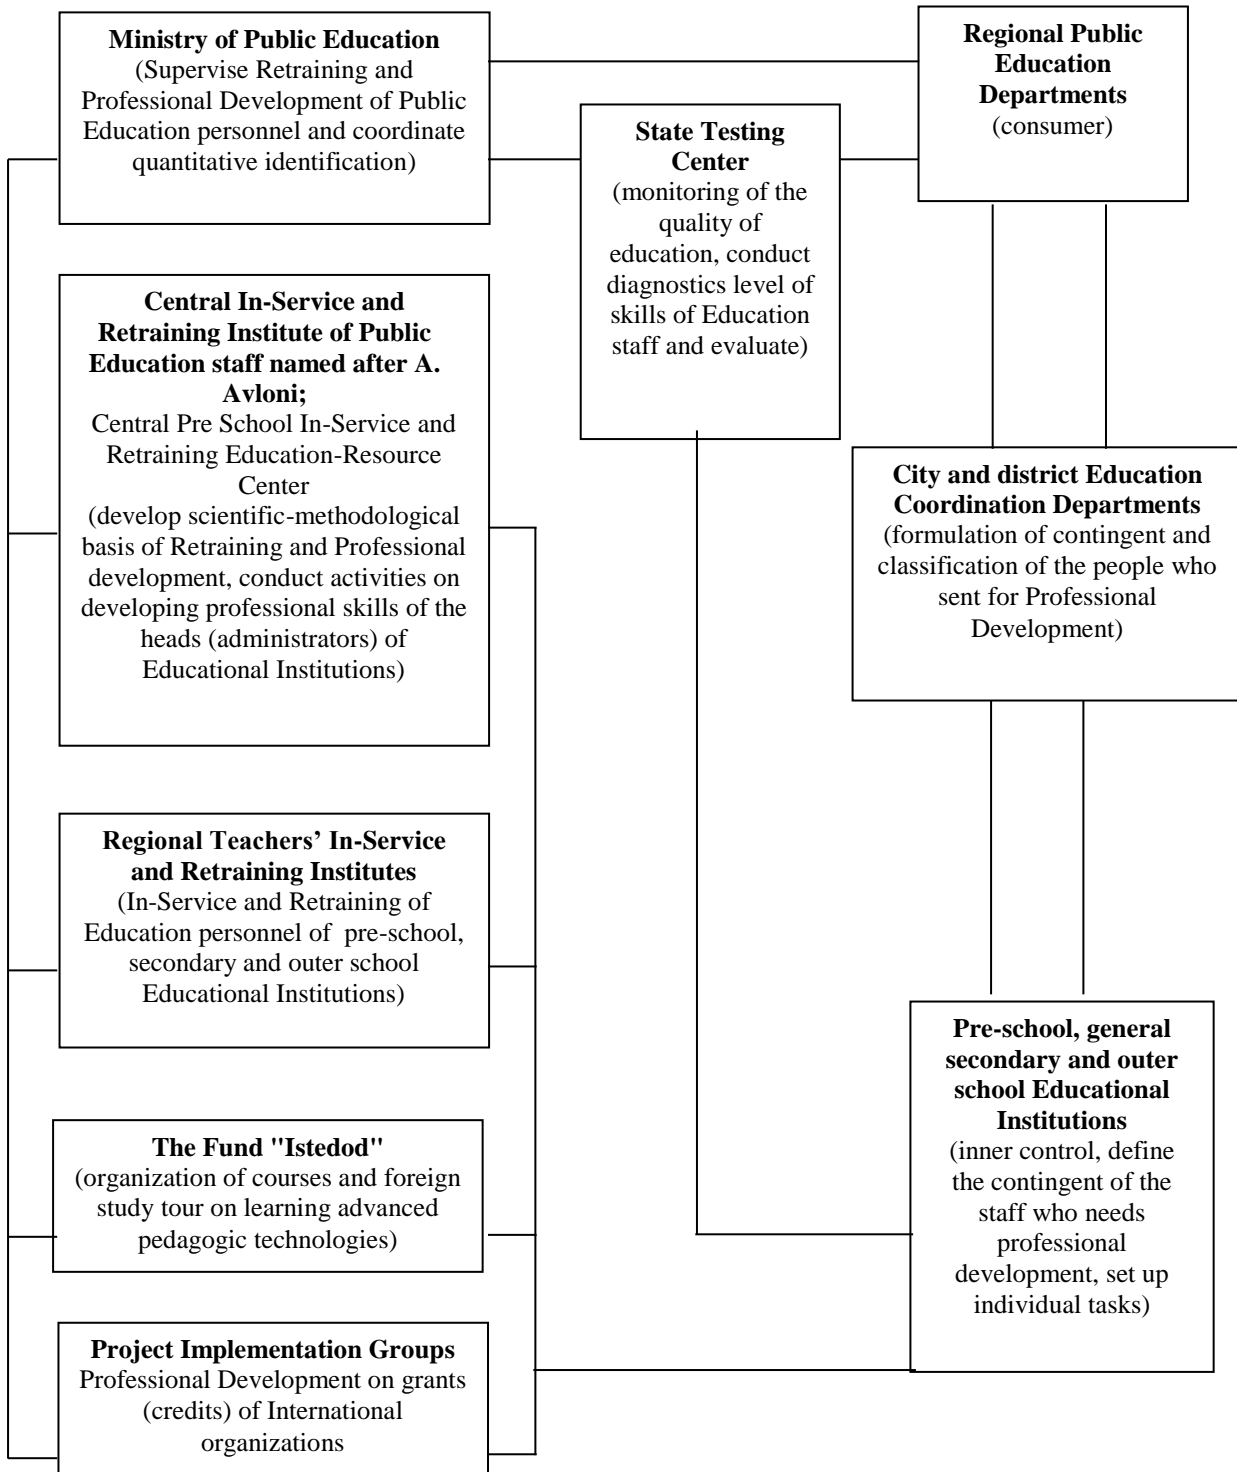 Ministry of Public Education
(Supervise Retraining and
Professional Development of Public
Education personnel and coordinate
quantitative identification)
Regional Public
Education
Departments
(consumer)
State Testing
Center
(monitoring of the
quality of
education, conduct
diagnostics level of
skills of Education
staff and evaluate)
Central In-Service and
Retraining Institute of Public
Education staff named after A.
Avloni;
Central Pre School In-Service and
Retraining Education-Resource
Center
(develop scientific-methodological
basis of Retraining and Professional
development, conduct activities on
developing professional skills of the
heads (administrators) of
Educational Institutions)
City and district Education
Coordination Departments
(formulation of contingent and
classification of the people who
sent for Professional
Development)
Regional Teachers’ In-Service
and Retraining Institutes
(In-Service and Retraining of
Education personnel of pre-school,
secondary and outer school
Educational Institutions)
Pre-school, general
secondary and outer
school Educational
Institutions
(inner control, define
the contingent of the
staff who needs
professional
development, set up
individual tasks)
The Fund "Istedod"
(organization of courses and foreign
study tour on learning advanced
pedagogic technologies)
Project Implementation Groups
Professional Development on grants
(credits) of International
organizations